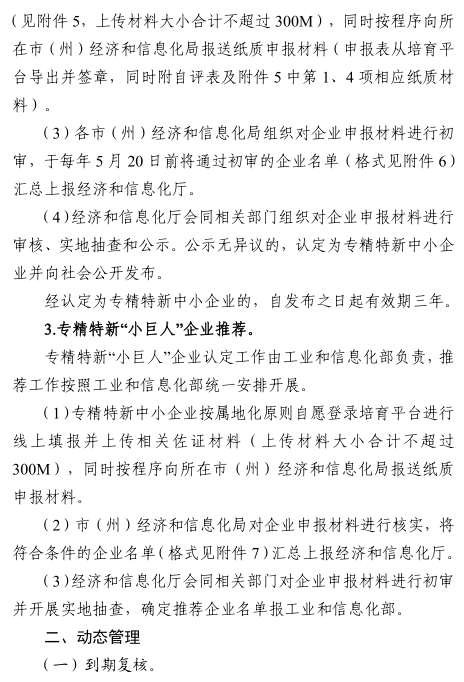 （见附件 5，上传材料大小合计不超过 300M），同时按程序向所
在市（州）经济和信息化局报送纸质申报材料（申报表从培育平
台导出并签章，同时附自评表及附件 5 中第 1、4 项相应纸质材
料）。
（3）各市（州）经济和信息化局组织对企业申报材料进行初
审，于每年 5 月 20 日前将通过初审的企业名单（格式见附件 6）
汇总上报经济和信息化厅。
（4）经济和信息化厅会同相关部门组织对企业申报材料进行
审核、实地抽查和公示。公示无异议的，认定为专精特新中小企
业并向社会公开发布。
经认定为专精特新中小企业的，自发布之日起有效期三年。
3.专精特新“小巨人”企业推荐。
专精特新“小巨人”企业认定工作由工业和信息化部负责，推
荐工作按照工业和信息化部统一安排开展。
（1）专精特新中小企业按属地化原则自愿登录培育平台进行
线上填报并上传相关佐证材料（上传材料大小合计不超过
300M），同时按程序向所在市（州）经济和信息化局报送纸质
申报材料。
（2）市（州）经济和信息化局对企业申报材料进行核实，将
符合条件的企业名单（格式见附件 7）汇总上报经济和信息化厅。
（3）经济和信息化厅会同相关部门对企业申报材料进行初审
并开展实地抽查，确定推荐企业名单报工业和信息化部。
二、动态管理
（一）到期复核。